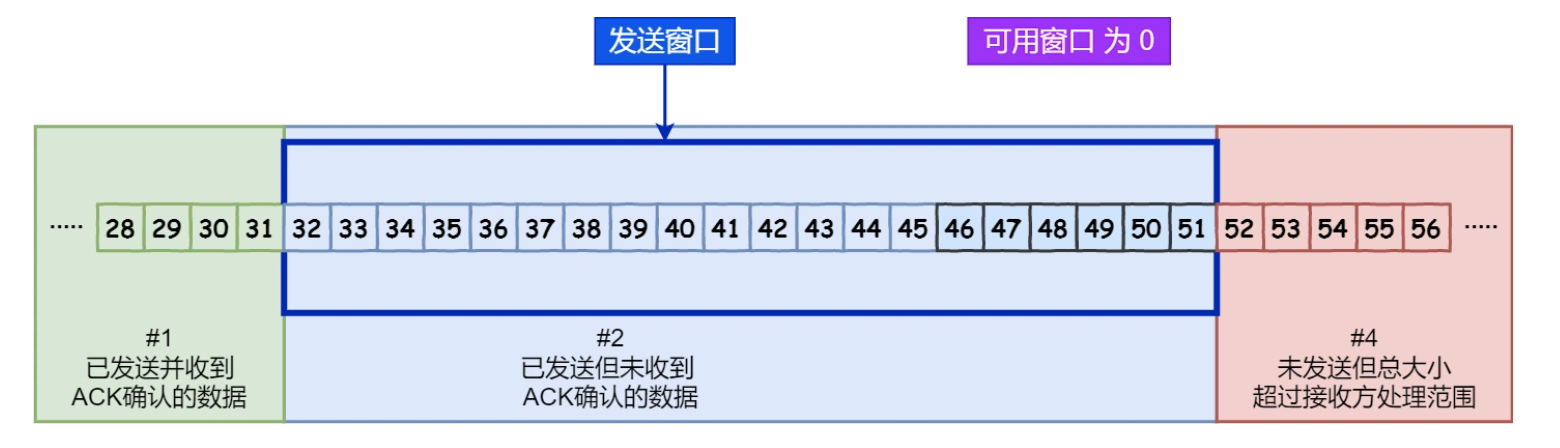 发送窗口
可用窗口 为 0
..... 28 29 30 31 32 33 34 35 36 37 38 39 40 41 42 43 44 45 46 47 48 49 50 51 52 53 54 55 56 .....
#1
已发送并收到
ACK确认的数据
#2
已发送但未收到
ACK确认的数据
#4
未发送但总大小
超过接收方处理范围